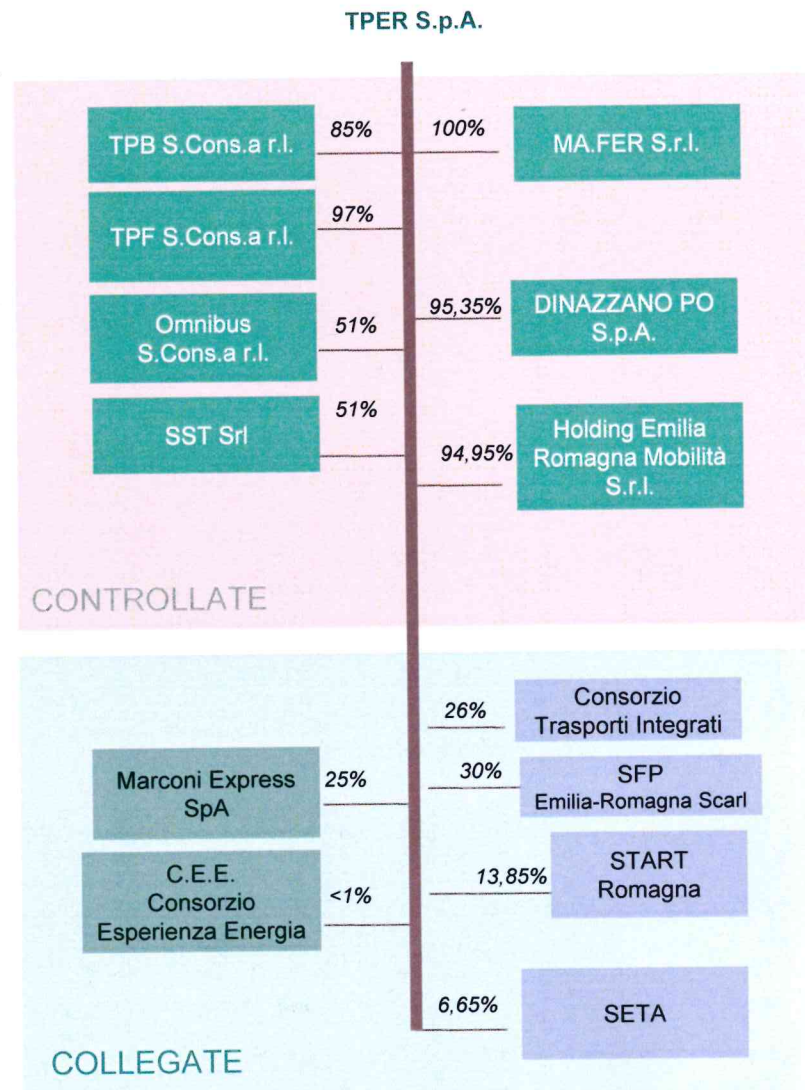 TPER S.p.A.
TPB S.Cons.a r.l.
85%
100%
MA.FER S.r.l.
TPF S.Cons.a r.l.
97%
Omnibus
S.Cons.a r.l.
51%
95,35%
DINAZZANO PO
S.p.A.
SST Srl
51%
94,95%
Holding Emilia
Romagna Mobilità
S.r.l.
CONTROLLATE
26%
Consorzio
Trasporti Integrati
Marconi Express
SpA
25%
30%
SFP
Emilia-Romagna Scarl
C.E.E.
Consorzio
Esperienza Energia
<1%
13,85%
START
Romagna
6,65%
SETA
COLLEGATE